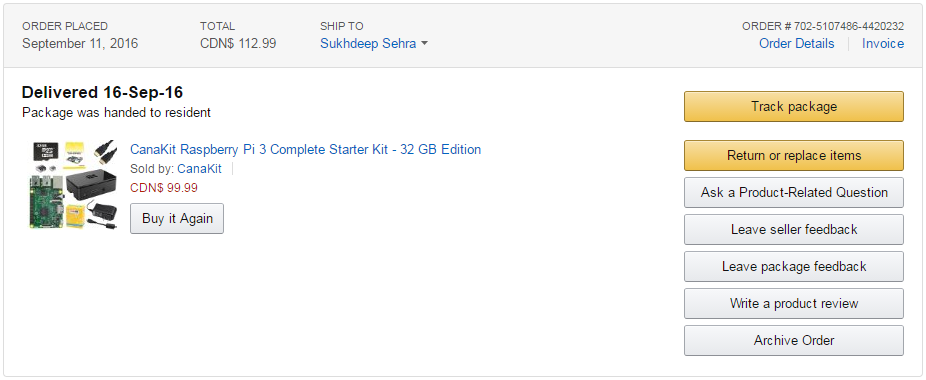 ORDER PLACED
September 11, 2016
TOTAL
CDN$ 112.99
SHIP TO
Sukhdeep Sehra
ORDER # 702-5107486-4420232
Order Details
Invoice
Delivered 16-Sep-16
Package was handed to resident
CanaKit Raspberry Pi 3 Complete Starter Kit - 32 GB Edition
Sold by: CanaKit
CDN$ 99.99
Buy it Again
Track package
Return or replace items
Ask a Product-Related Question
Leave seller feedback
Leave package feedback
Write a product review
Archive Order